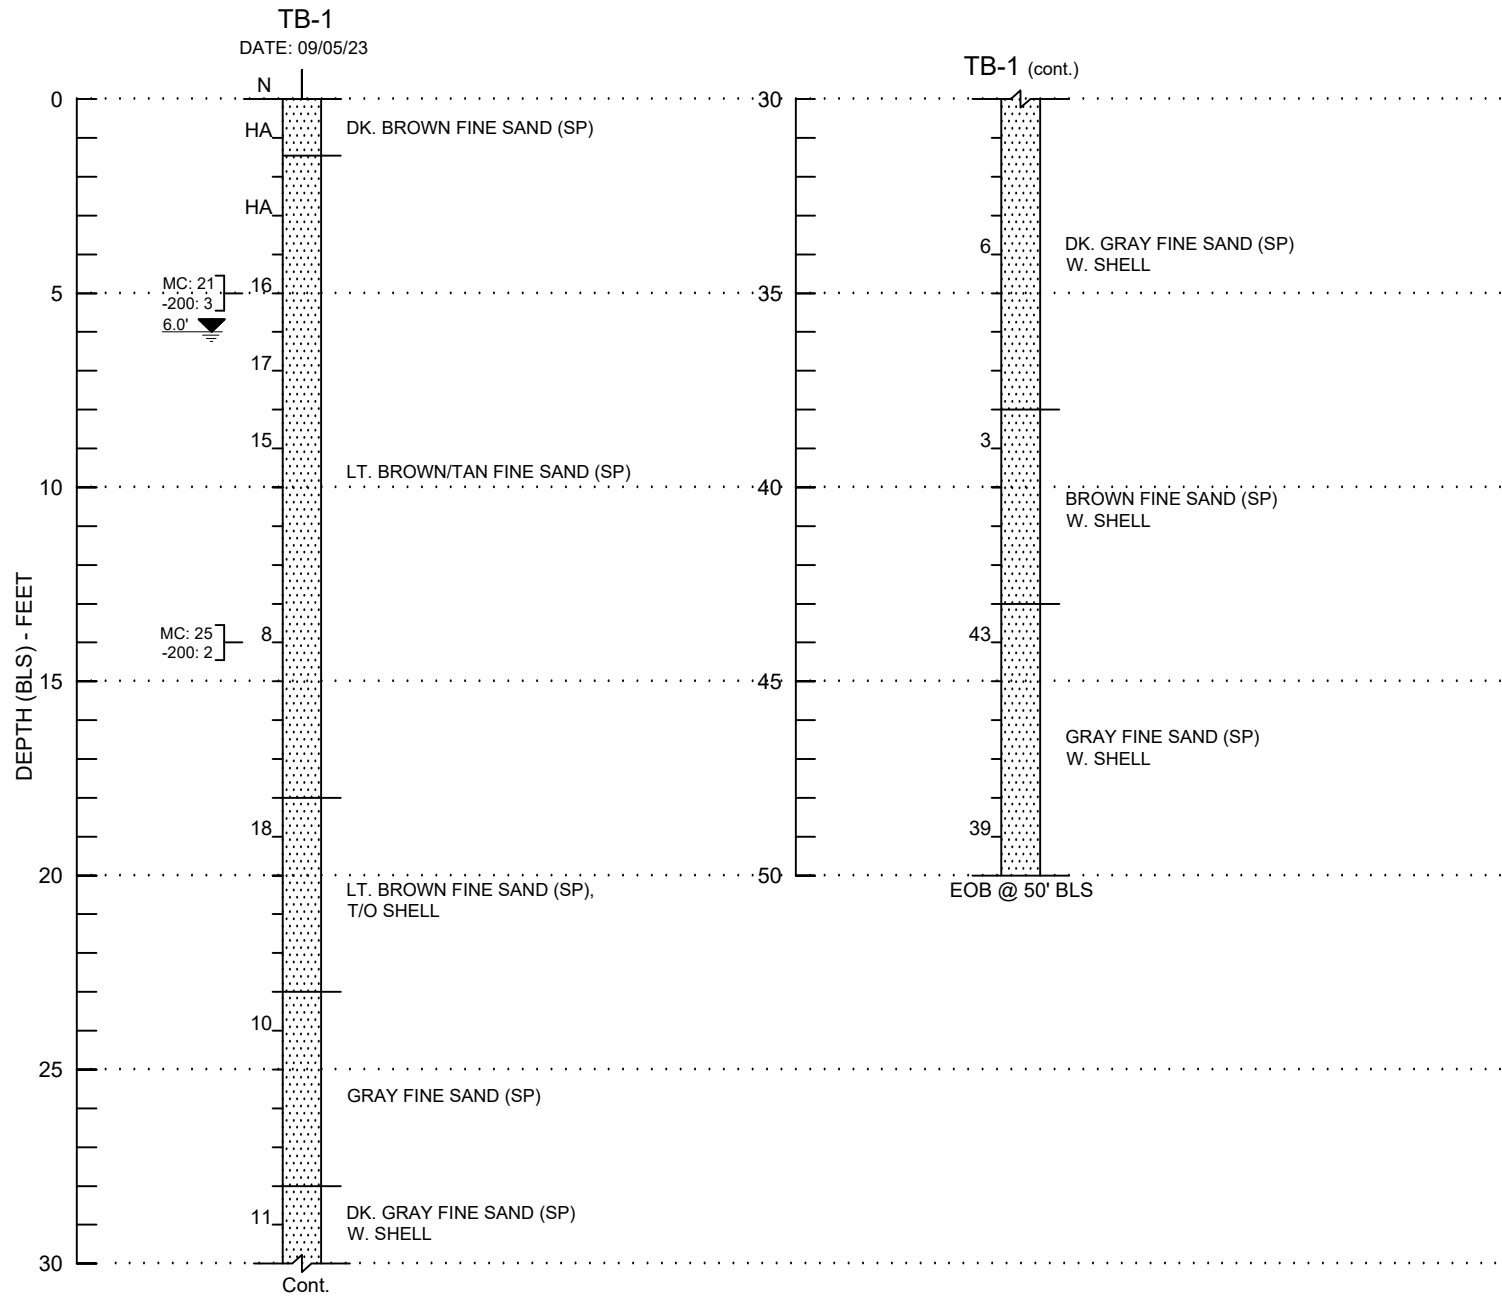 TB-1
DATE: 09/05/23
N
0
HA
DK. BROWN FINE SAND (SP)
HA
MC: 21
-200: 3
16
5
6.0'
17
15
LT. BROWN/TAN FINE SAND (SP)
10
DEPTH (BLS) - FEET
MC: 25
-200: 2
8
15
18
20
LT. BROWN FINE SAND (SP),
T/O SHELL
10
25
GRAY FINE SAND (SP)
11
DK. GRAY FINE SAND (SP)
W. SHELL
30
Cont.
TB-1 (cont.)
30
6
DK. GRAY FINE SAND (SP)
W. SHELL
35
3
40
BROWN FINE SAND (SP)
W. SHELL
43
45
GRAY FINE SAND (SP)
W. SHELL
39
50
EOB @ 50' BLS